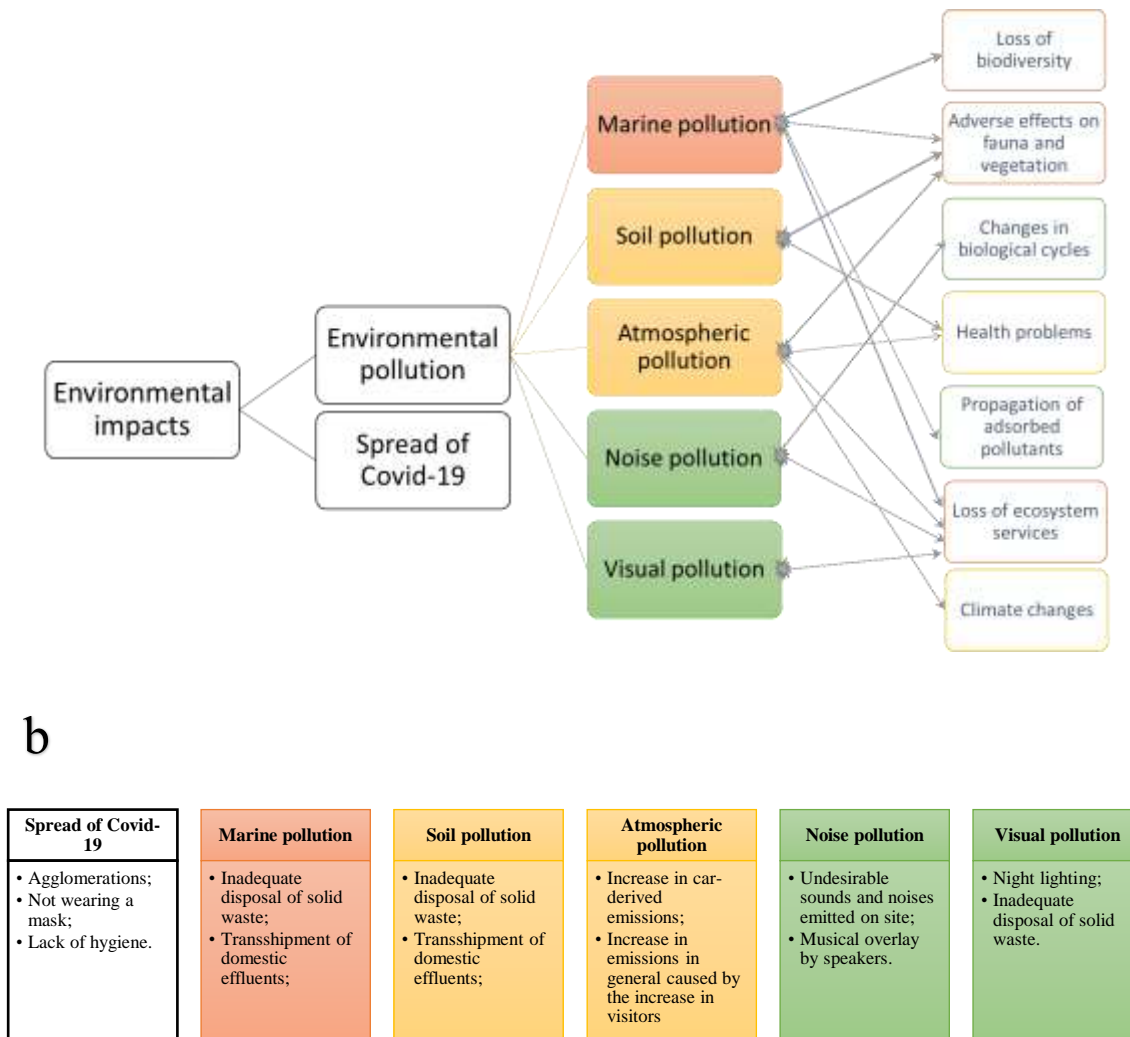 Environmental
impacts
Environmental
pollution
Spread of
Covid-19
Marine pollution
Soil pollution
Atmospheric
pollution
Noise pollution
Visual pollution
Loss of
biodiversity
Adverse effects on
fauna and
vegetation
Changes in
biological cycles
Health problems
Propagation of
adsorbed
pollutants
Loss of ecosystem
services
Climate changes
b
Spread of Covid-
19
• Agglomerations;
• Not wearing a
mask;
• Lack of hygiene.
Marine pollution
• Inadequate
disposal of solid
waste;
• Transshipment of
domestic
effluents;
Soil pollution
• Inadequate
disposal of solid
waste;
• Transshipment of
domestic
effluents;
Atmospheric
pollution
• Increase in car-
derived
emissions;
• Increase in
emissions in
general caused by
the increase in
visitors
Noise pollution
• Undesirable
sounds and noises
emitted on site;
• Musical overlay
by speakers.
Visual pollution
• Night lighting;
• Inadequate
disposal of solid
waste.